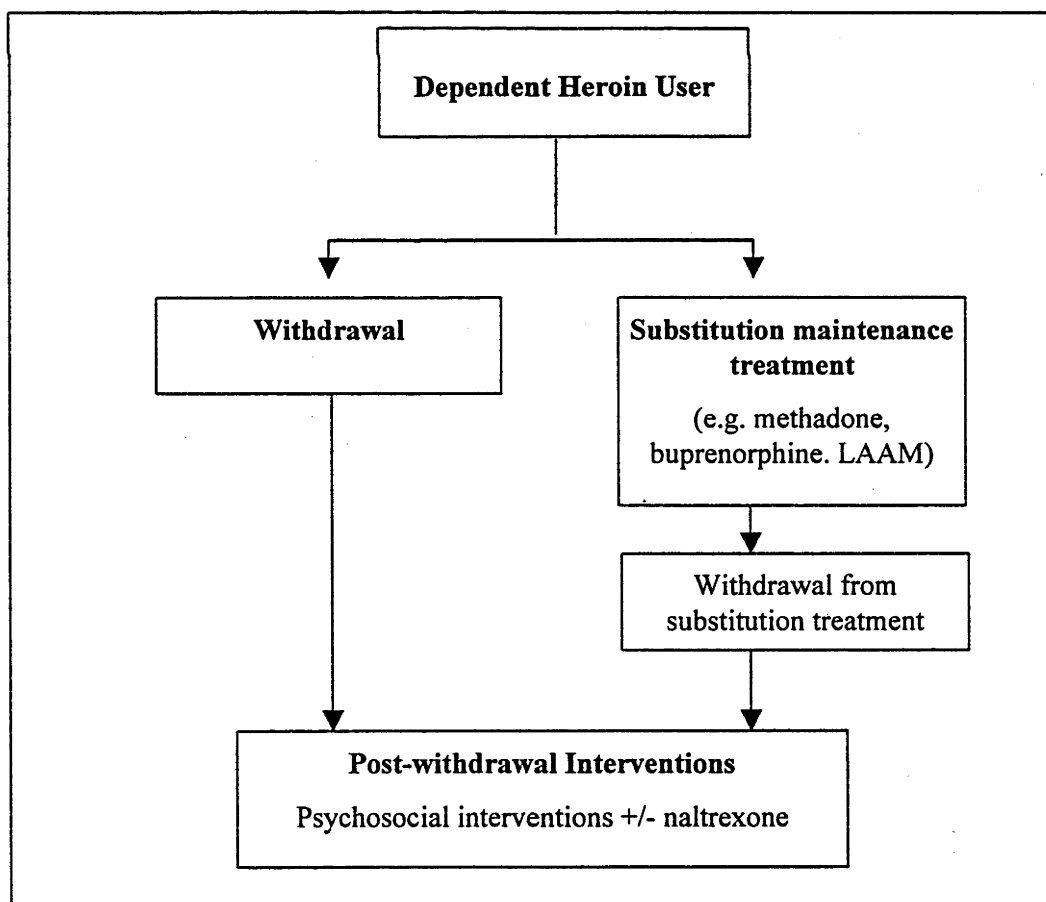 Dependent Heroin User
Withdrawal
Substitution maintenance
treatment
(e.g. methadone,
buprenorphine. LAAM)
Withdrawal from
substitution treatment
Post-withdrawal Interventions
Psychosocial interventions +/- naltrexone